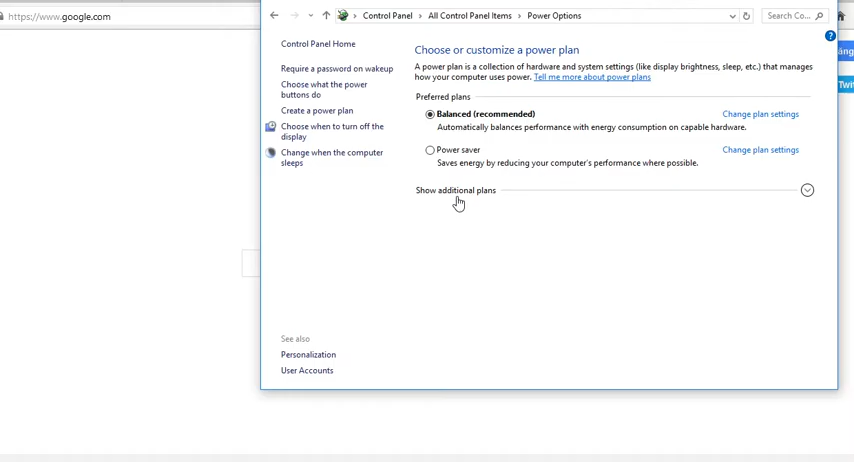 https://www.google.com
Control Panel > All Control Panel Items > Power Options
Search Co...
?
Control Panel Home
Require a password on wakeup
Choose what the power
buttons do
Create a power plan
Choose when to turn off the
display
Change when the computer
sleeps
Choose or customize a power plan
A power plan is a collection of hardware and system settings (like display brightness, sleep, etc.) that manages
how your computer uses power. Tell me more about power plans
Preferred plans
Balanced (recommended) Change plan settings
Automatically balances performance with energy consumption on capable hardware.
Power saver Change plan settings
Saves energy by reducing your computer's performance where possible.
Show additional plans
See also
Personalization
User Accounts
Twi